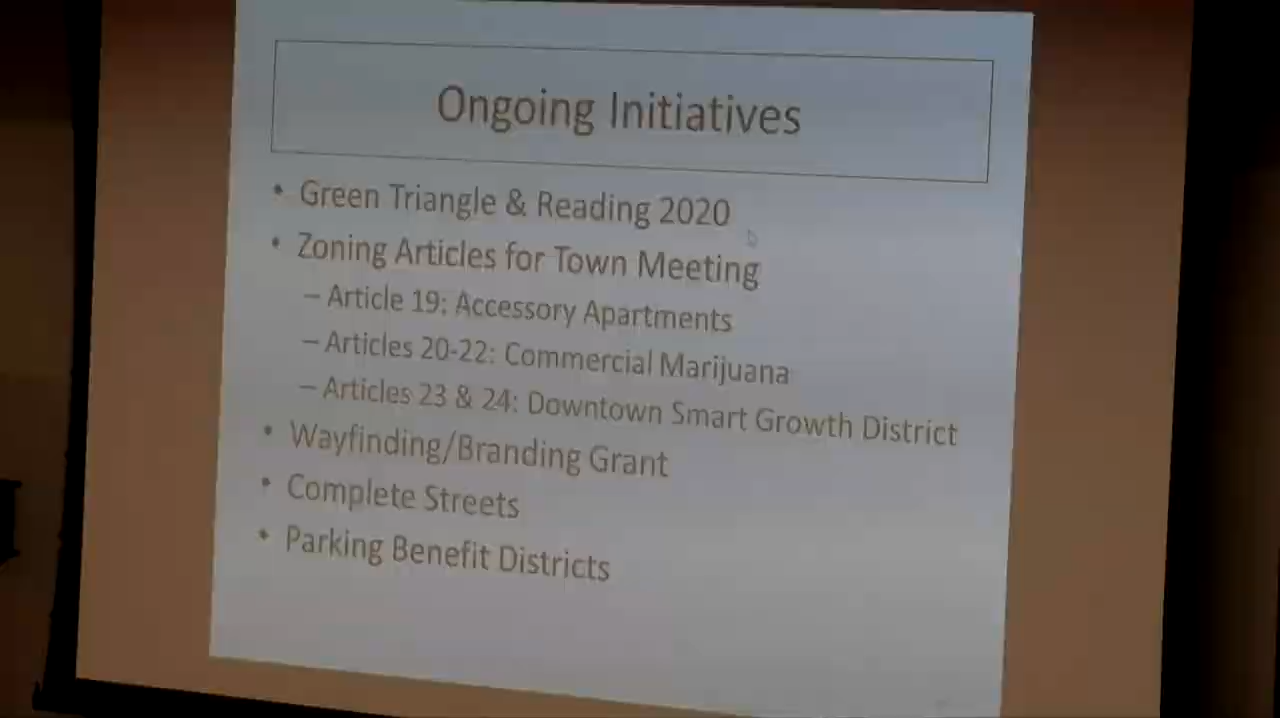 Ongoing Initiatives
• Green Triangle & Reading 2020
• Zoning Articles for Town Meeting
– Article 19: Accessory Apartments
– Articles 20-22: Commercial Marijuana
– Articles 23 & 24: Downtown Smart Growth District
• Wayfinding/Branding Grant
• Complete Streets
• Parking Benefit Districts